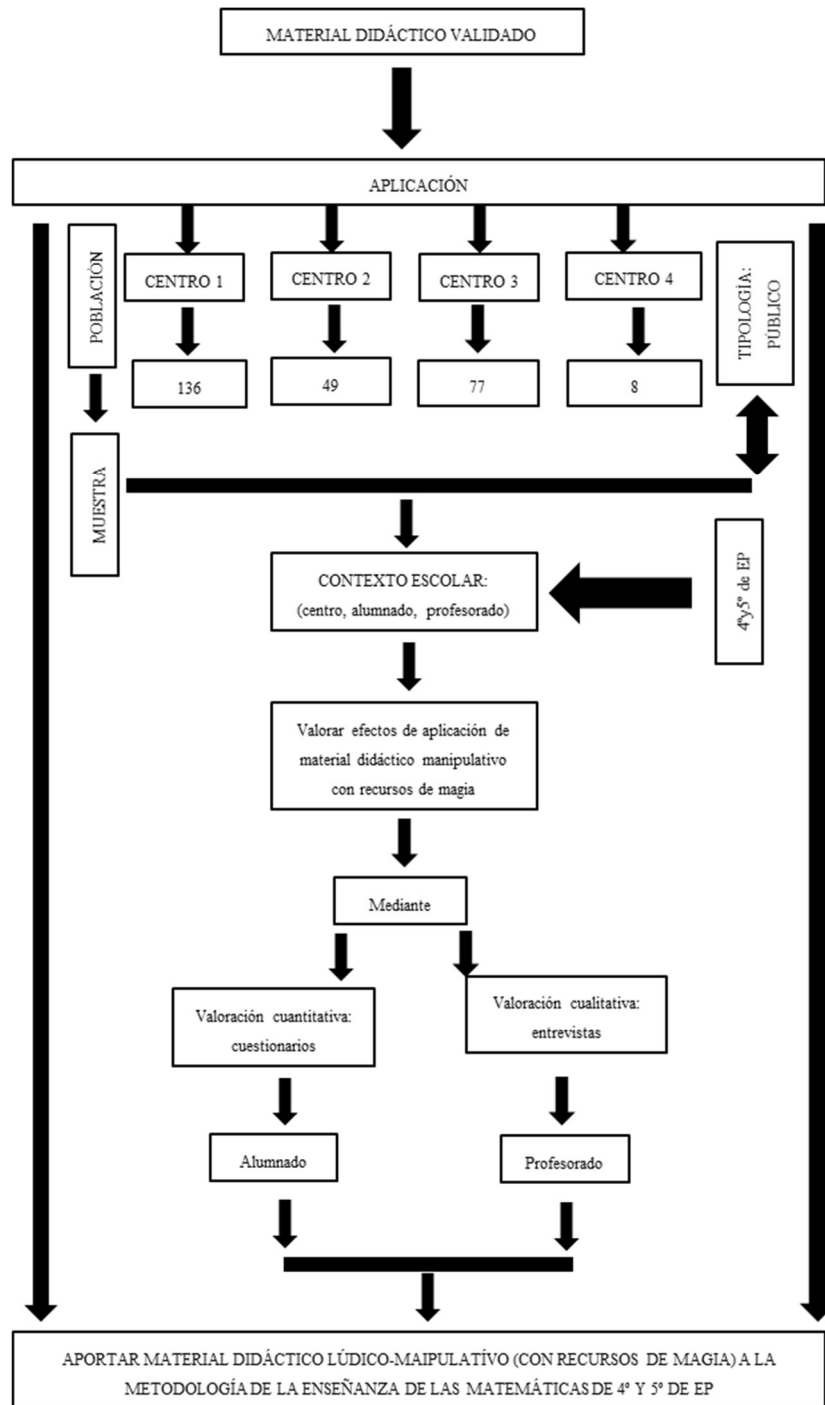 MATERIAL DIDÁCTICO VALIDADO
APLICACIÓN
POBLACIÓN
CENTRO 1
CENTRO 2
CENTRO 3
CENTRO 4
TIPOLOGÍA:
PÚBLICO
136
49
77
8
MUESTRA
CONTEXTO ESCOLAR:
(centro, alumnado, profesorado)
4ºy5º de EP
Valorar efectos de aplicación de
material didáctico manipulativo
con recursos de magia
Mediante
Valoración cuantitativa:
cuestionarios
Valoración cualitativa:
entrevistas
Alumnado
Profesorado
APORTAR MATERIAL DIDÁCTICO LÚDICO-MAIPULATÍVO (CON RECURSOS DE MAGIA) A LA
METODOLOGÍA DE LA ENSEÑANZA DE LAS MATEMÁTICAS DE 4º Y 5º DE EP